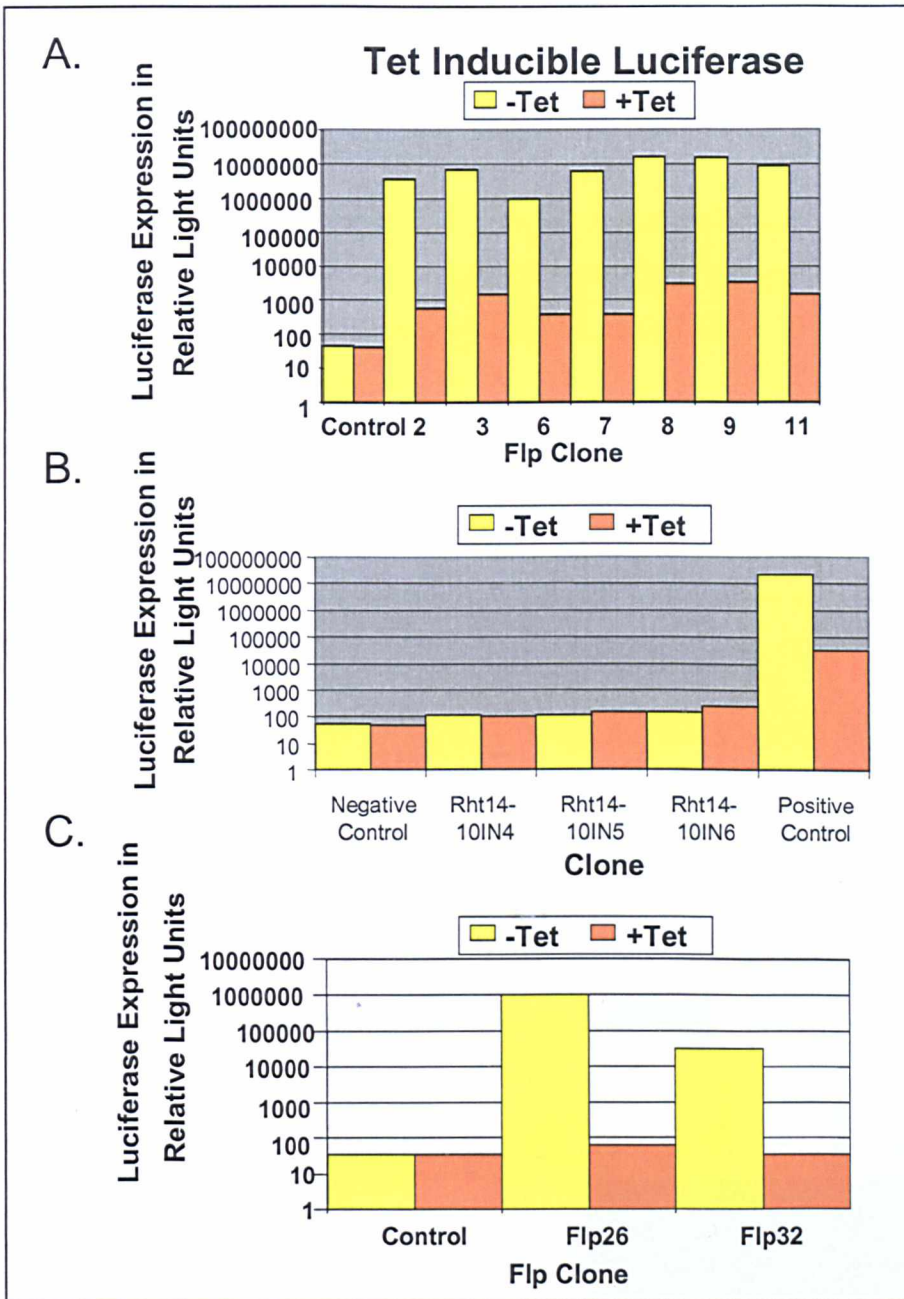 A.
Tet Inducible Luciferase
-Tet +Tet
Luciferase Expression in
Relative Light Units
100000000
10000000
1000000
100000
10000
1000
100
10
1
Control 2 3 6 7 8 9 11
Flp Clone
B.
-Tet +Tet
Luciferase Expression in
Relative Light Units
100000000
10000000
1000000
100000
10000
1000
100
10
1
Negative Control
Rht14-10IN4
Rht14-10IN5
Rht14-10IN6
Positive Control
Clone
C.
-Tet +Tet
Luciferase Expression in
Relative Light Units
10000000
1000000
100000
10000
1000
100
10
1
Control Flp26 Flp32
Flp Clone